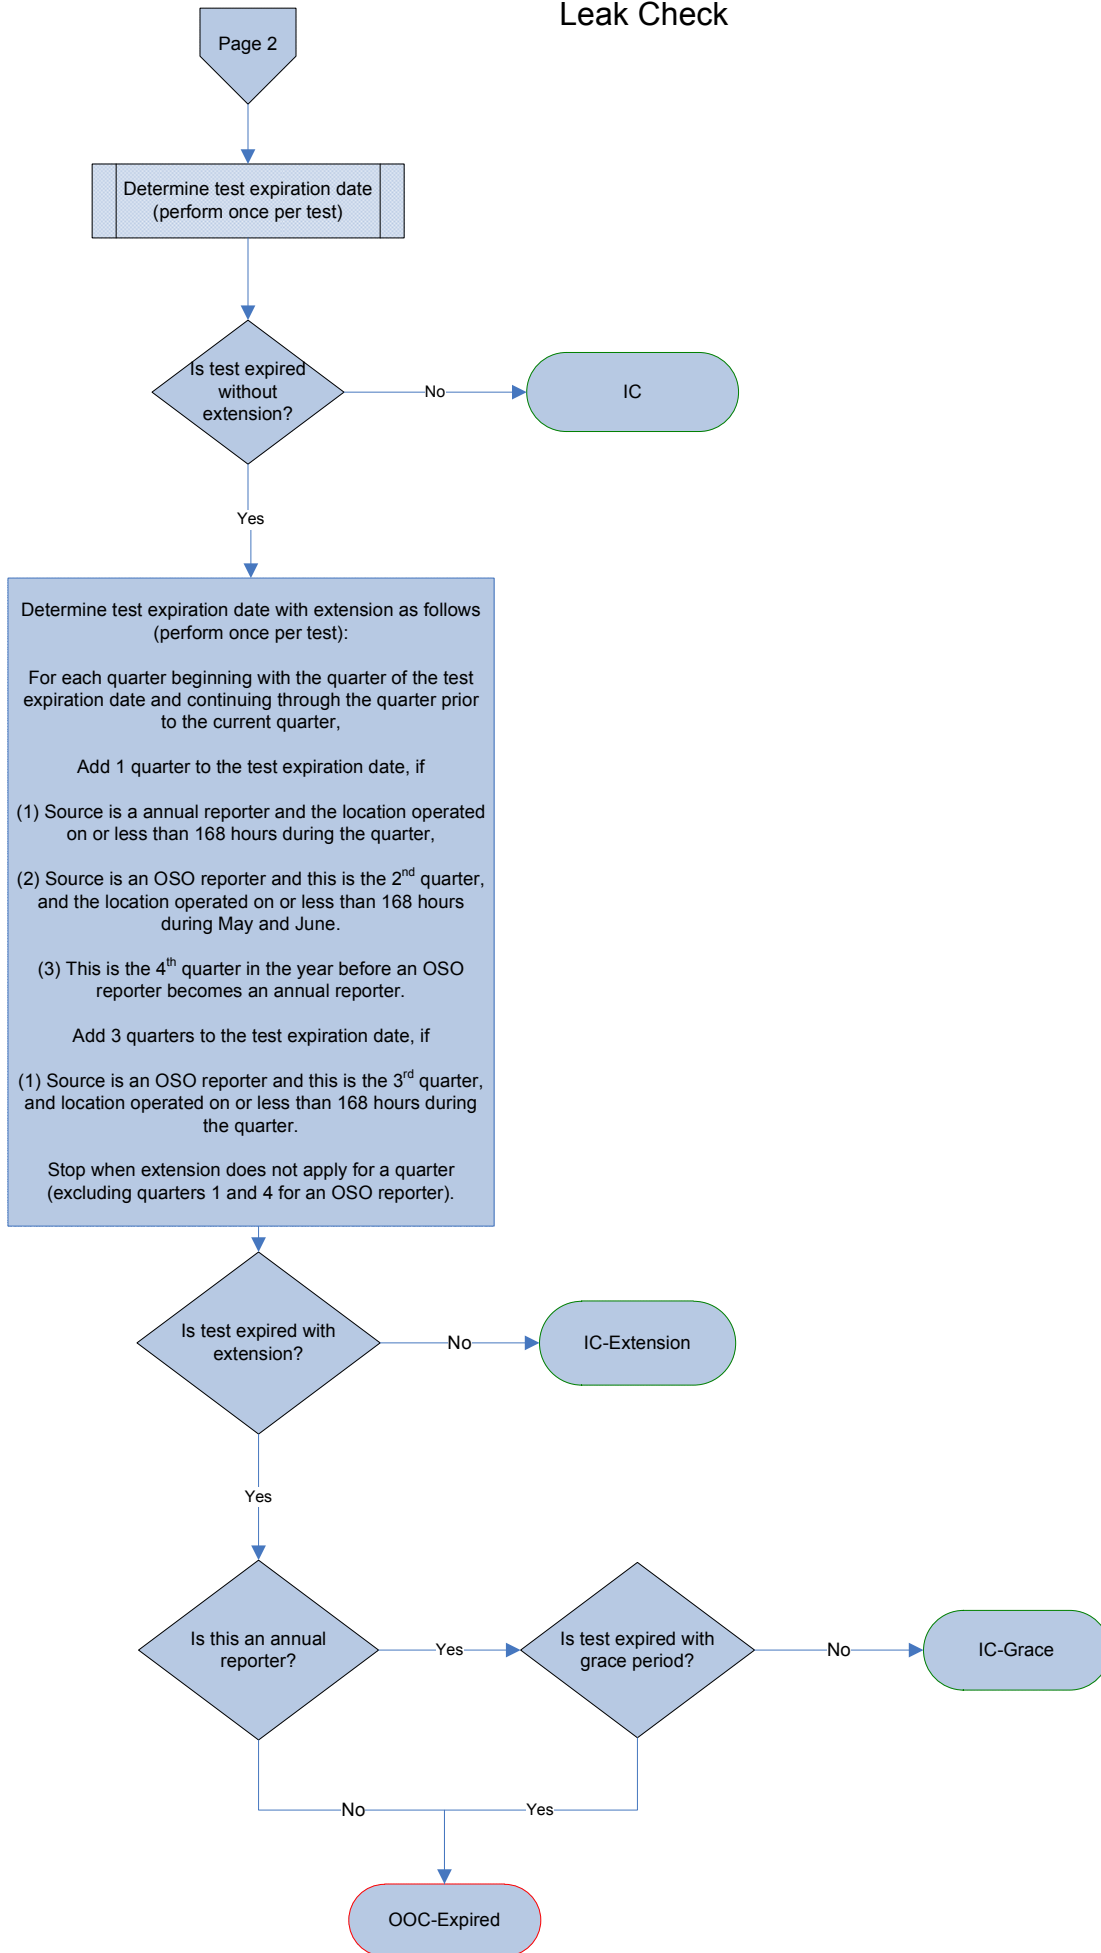 Leak Check
Page 2
Determine test expiration date
(perform once per test)
Is test expired
without
extension?
No
IC
Yes
Determine test expiration date with extension as follows
(perform once per test):
For each quarter beginning with the quarter of the test
expiration date and continuing through the quarter prior
to the current quarter,
Add 1 quarter to the test expiration date, if
(1) Source is a annual reporter and the location operated
on or less than 168 hours during the quarter,
(2) Source is an OSO reporter and this is the 2nd quarter,
and the location operated on or less than 168 hours
during May and June.
(3) This is the 4th quarter in the year before an OSO
reporter becomes an annual reporter.
Add 3 quarters to the test expiration date, if
(1) Source is an OSO reporter and this is the 3rd quarter,
and location operated on or less than 168 hours during
the quarter.
Stop when extension does not apply for a quarter
(excluding quarters 1 and 4 for an OSO reporter).
Is test expired with
extension?
No
IC-Extension
Yes
Is this an annual
reporter?
Yes
Is test expired with
grace period?
No
IC-Grace
No
Yes
OOC-Expired